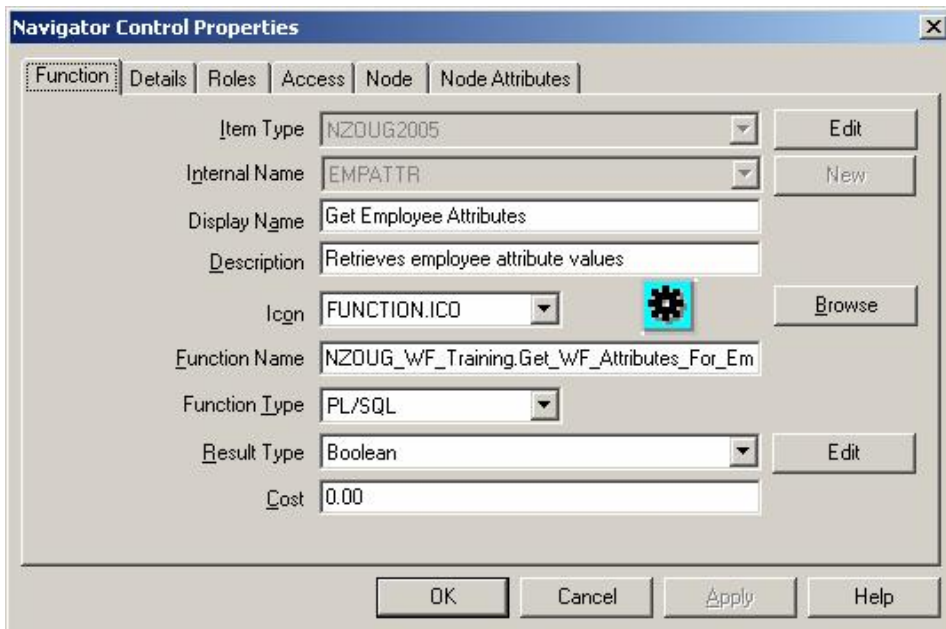 Navigator Control Properties
Function Details Roles Access Node Node Attributes
Item Type NZOUG2005 Edit
Internal Name EMPATTR New
Display Name Get Employee Attributes
Description Retrieves employee attribute values
Icon FUNCTION.ICO Browse
Function Name NZOUG_WF_Training.Get_WF_Attributes_For_Em
Function Type PL/SQL
Result Type Boolean Edit
Cost 0.00
OK Cancel Apply Help